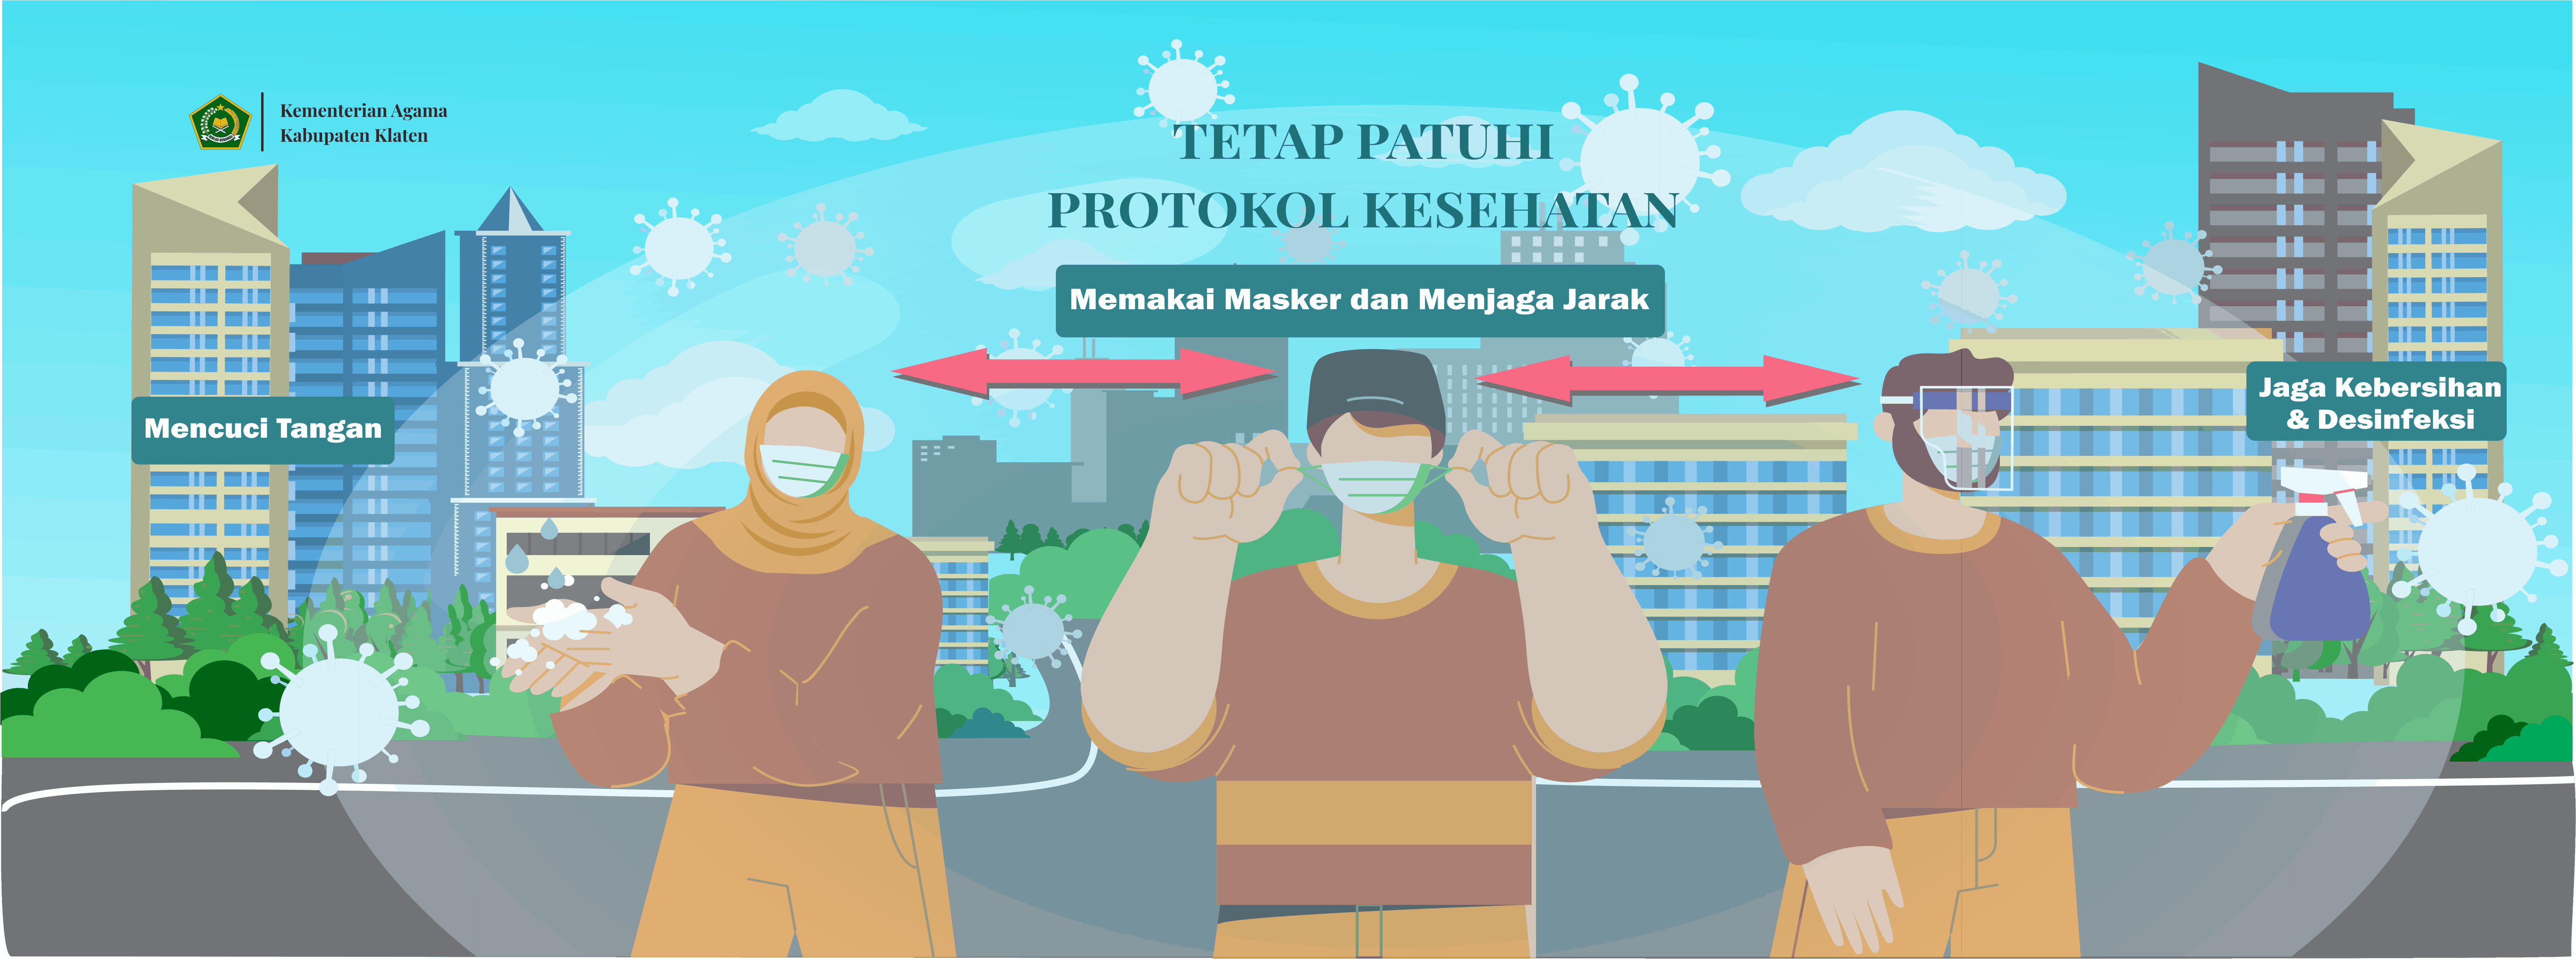 Kementerian Agama
Kabupaten Klaten
TETAP PATUHI
PROTOKOL KESEHATAN
Memakai Masker dan Menjaga Jarak
Mencuci Tangan
Jaga Kebersihan
& Desinfeksi